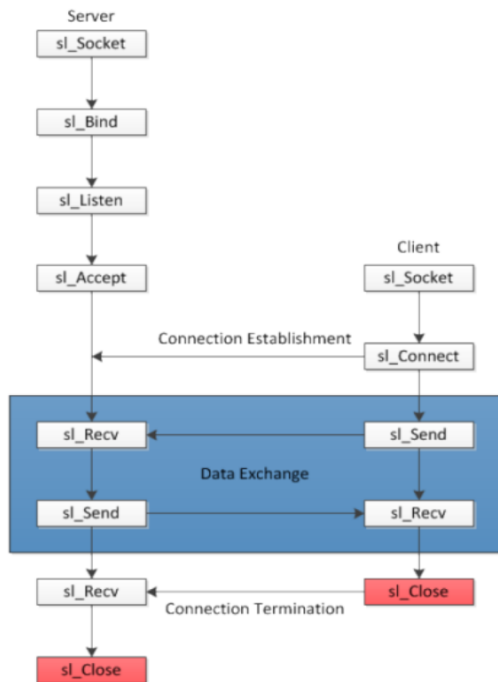 Server
sl_Socket
sl_Bind
sl_Listen
Client
sl_Accept
sl_Socket
Connection Establishment
sl_Connect
sl_Recv
sl_Send
Data Exchange
sl_Send
sl_Recv
sl_Recv
sl_Close
Connection Termination
sl_Close